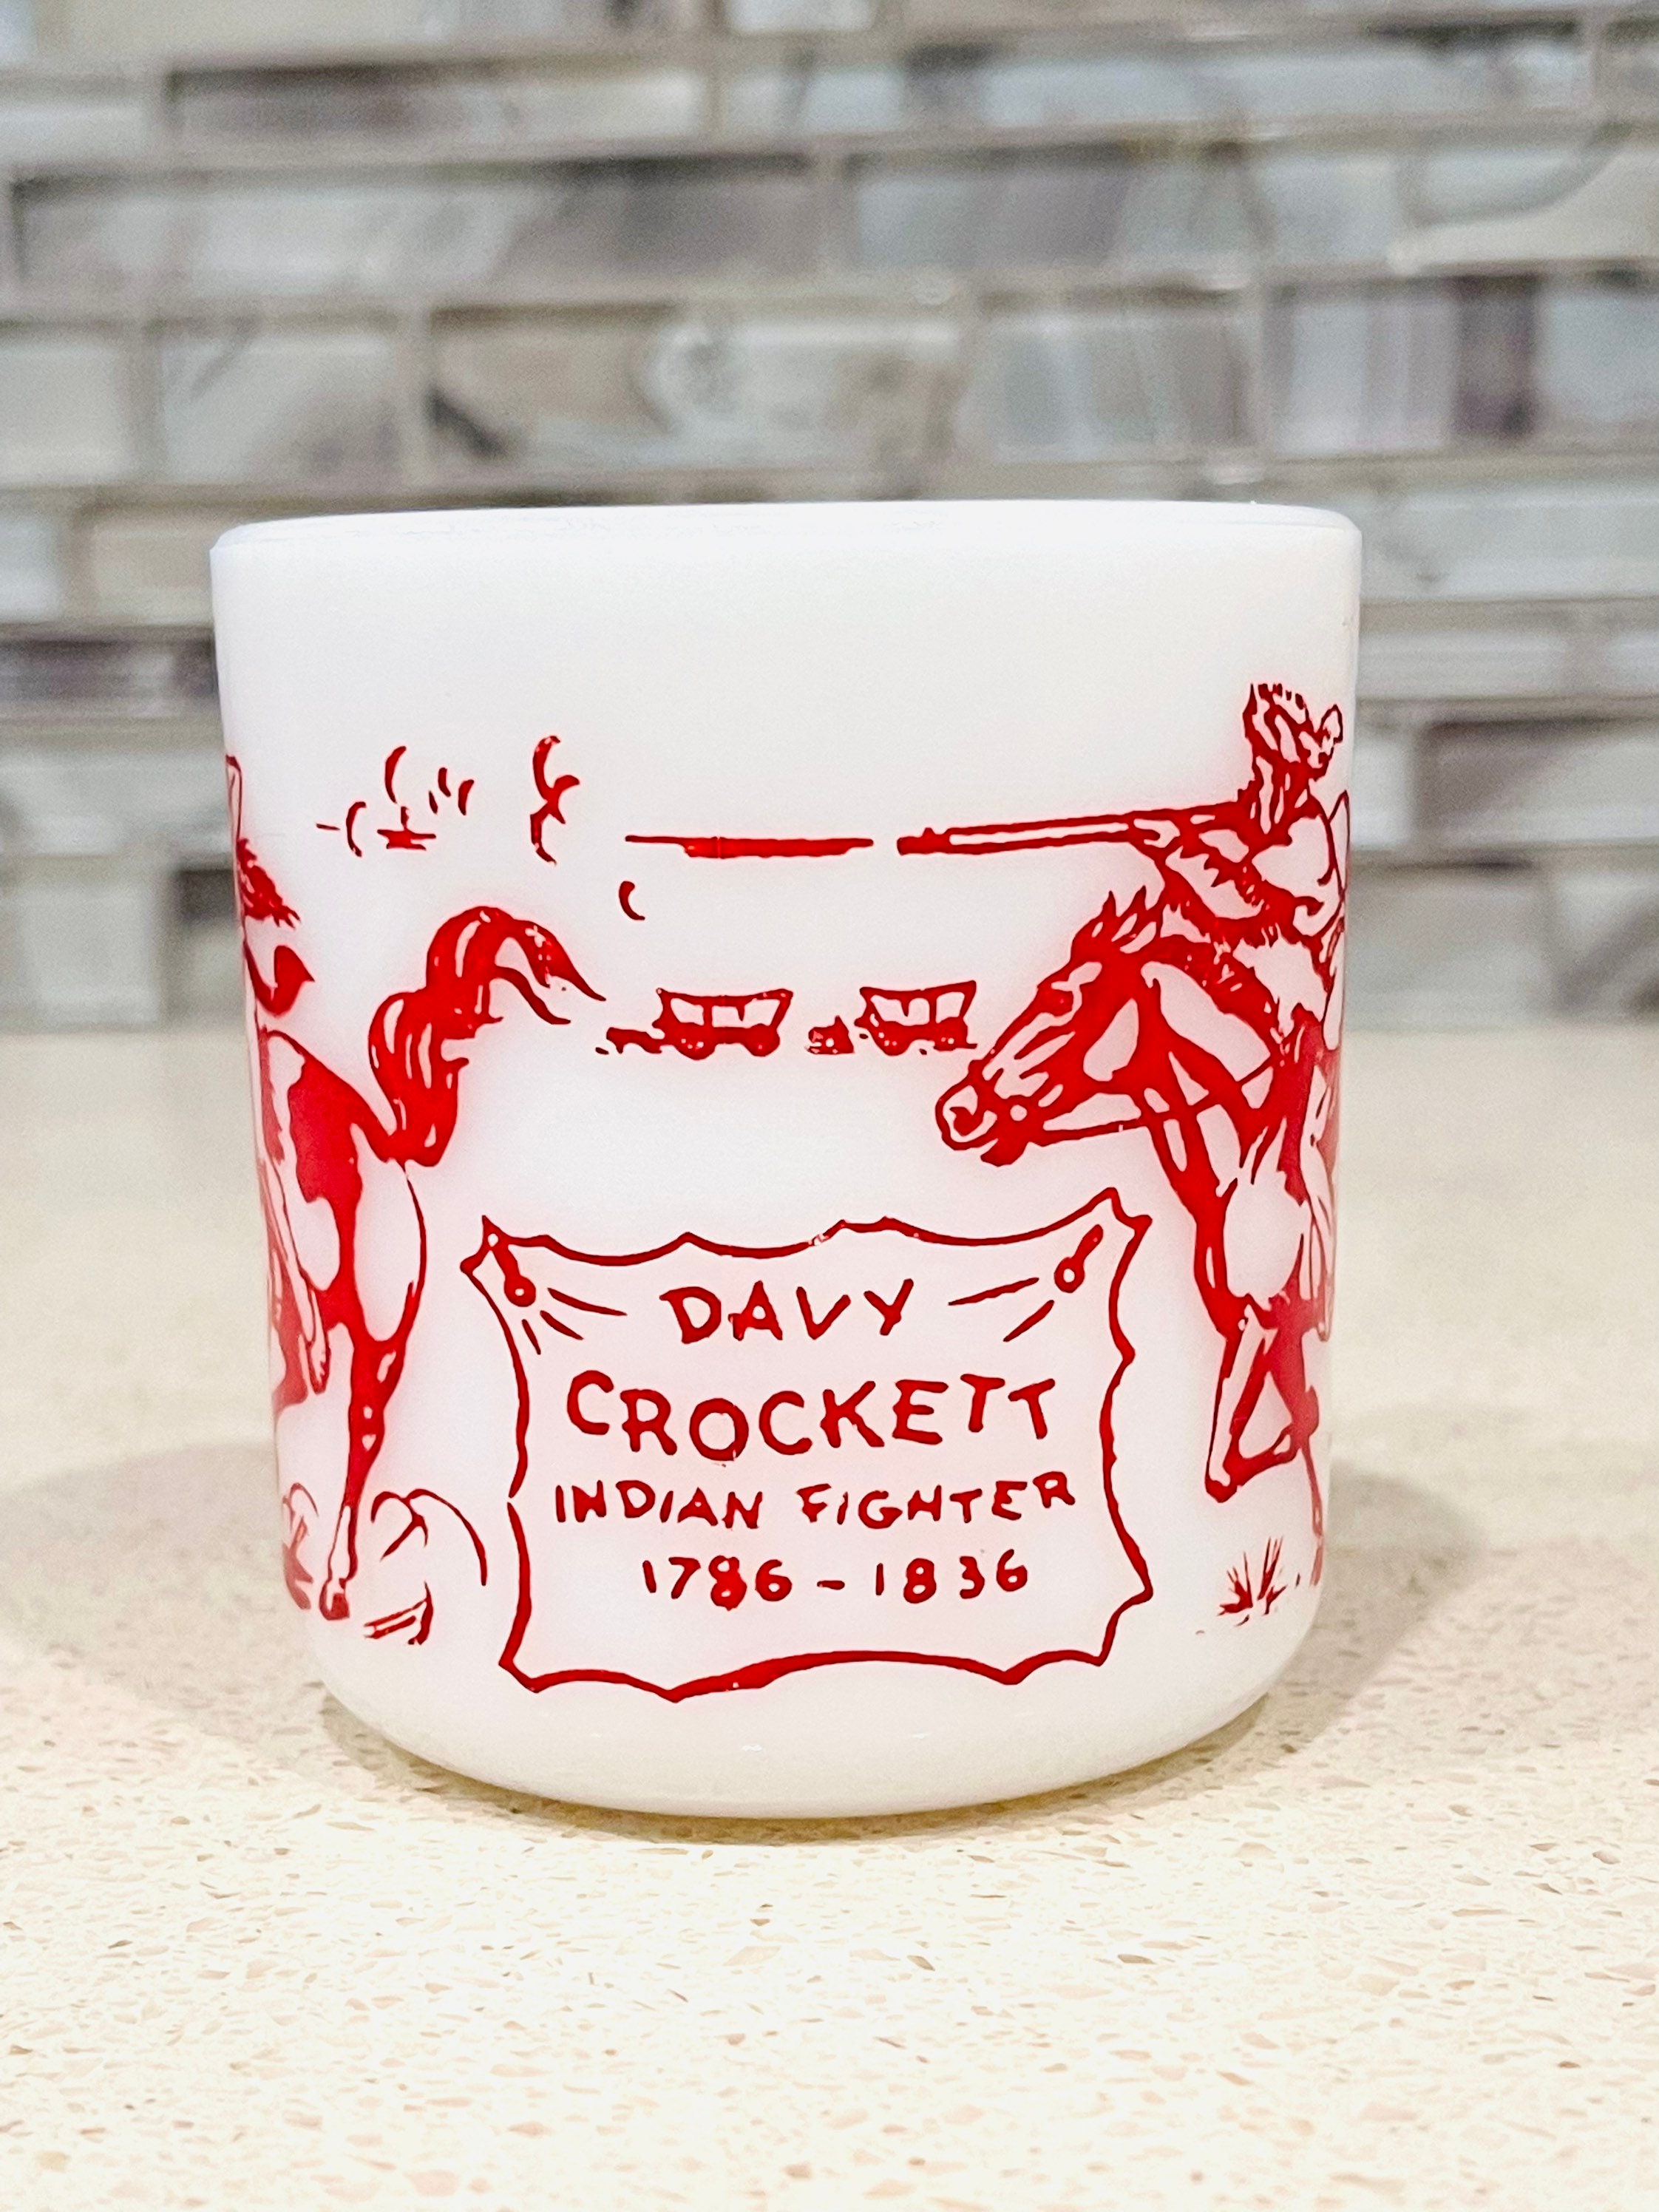 DAVY
CROCKETT
INDIAN FIGHTER
1786 - 1836